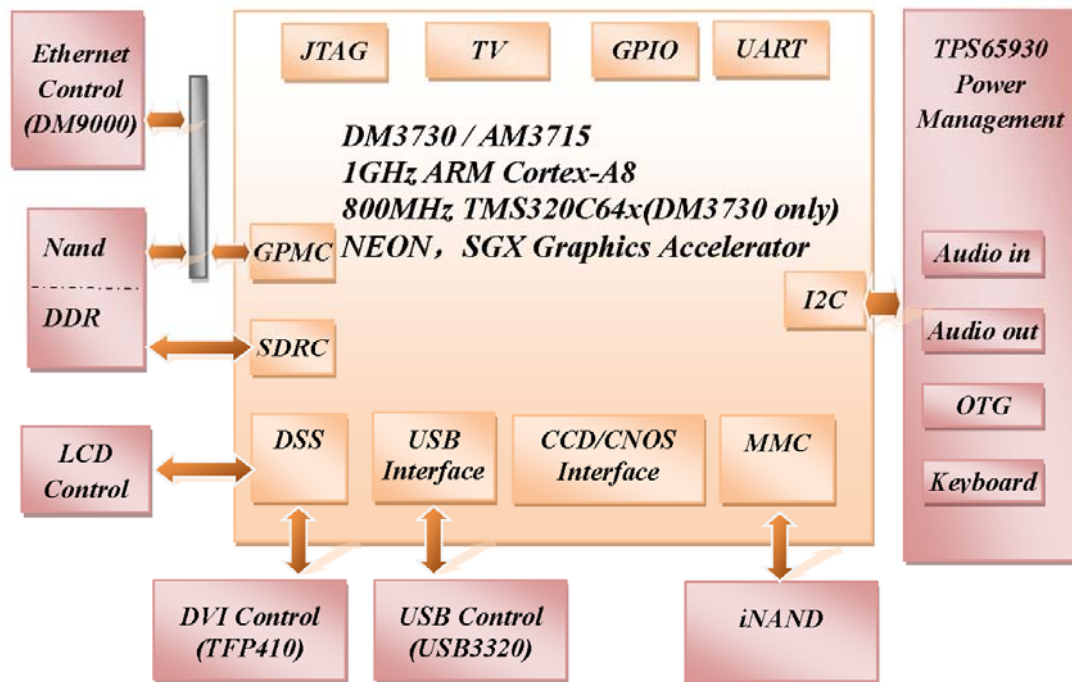 Ethernet
Control
(DM9000)
JTAG
TV
GPIO
UART
TPS65930
Power
Management
DM3730 / AM3715
1GHz ARM Cortex-A8
800MHz TMS320C64x(DM3730 only)
NEON，SGX Graphics Accelerator
Nand
DDR
GPMC
SDRC
I2C
Audio in
Audio out
OTG
Keyboard
LCD
Control
DSS
USB
Interface
CCD/CNOS
Interface
MMC
DVI Control
(TFP410)
USB Control
(USB3320)
iNAND